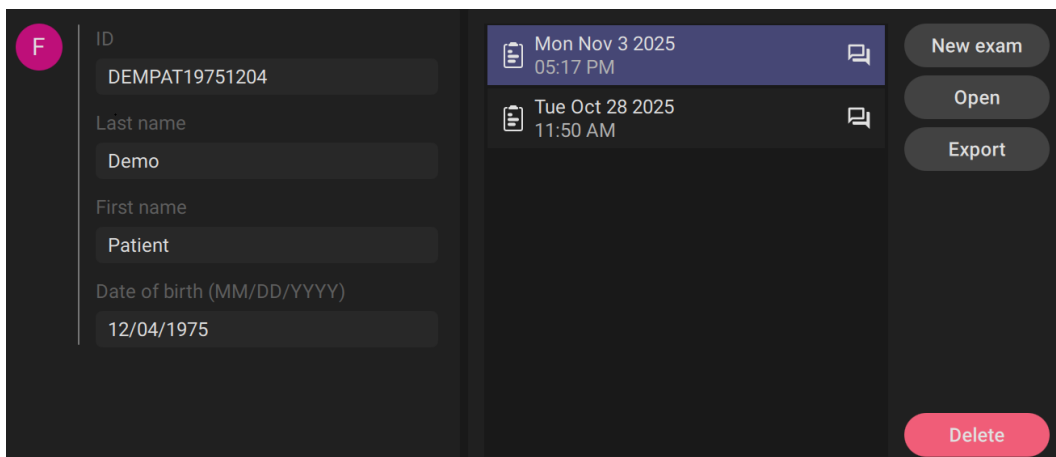 F
ID
DEMPAT19751204
Last name
Demo
First name
Patient
Date of birth (MM/DD/YYYY)
12/04/1975
Mon Nov 3 2025
05:17 PM
Tue Oct 28 2025
11:50 AM
New exam
Open
Export
Delete